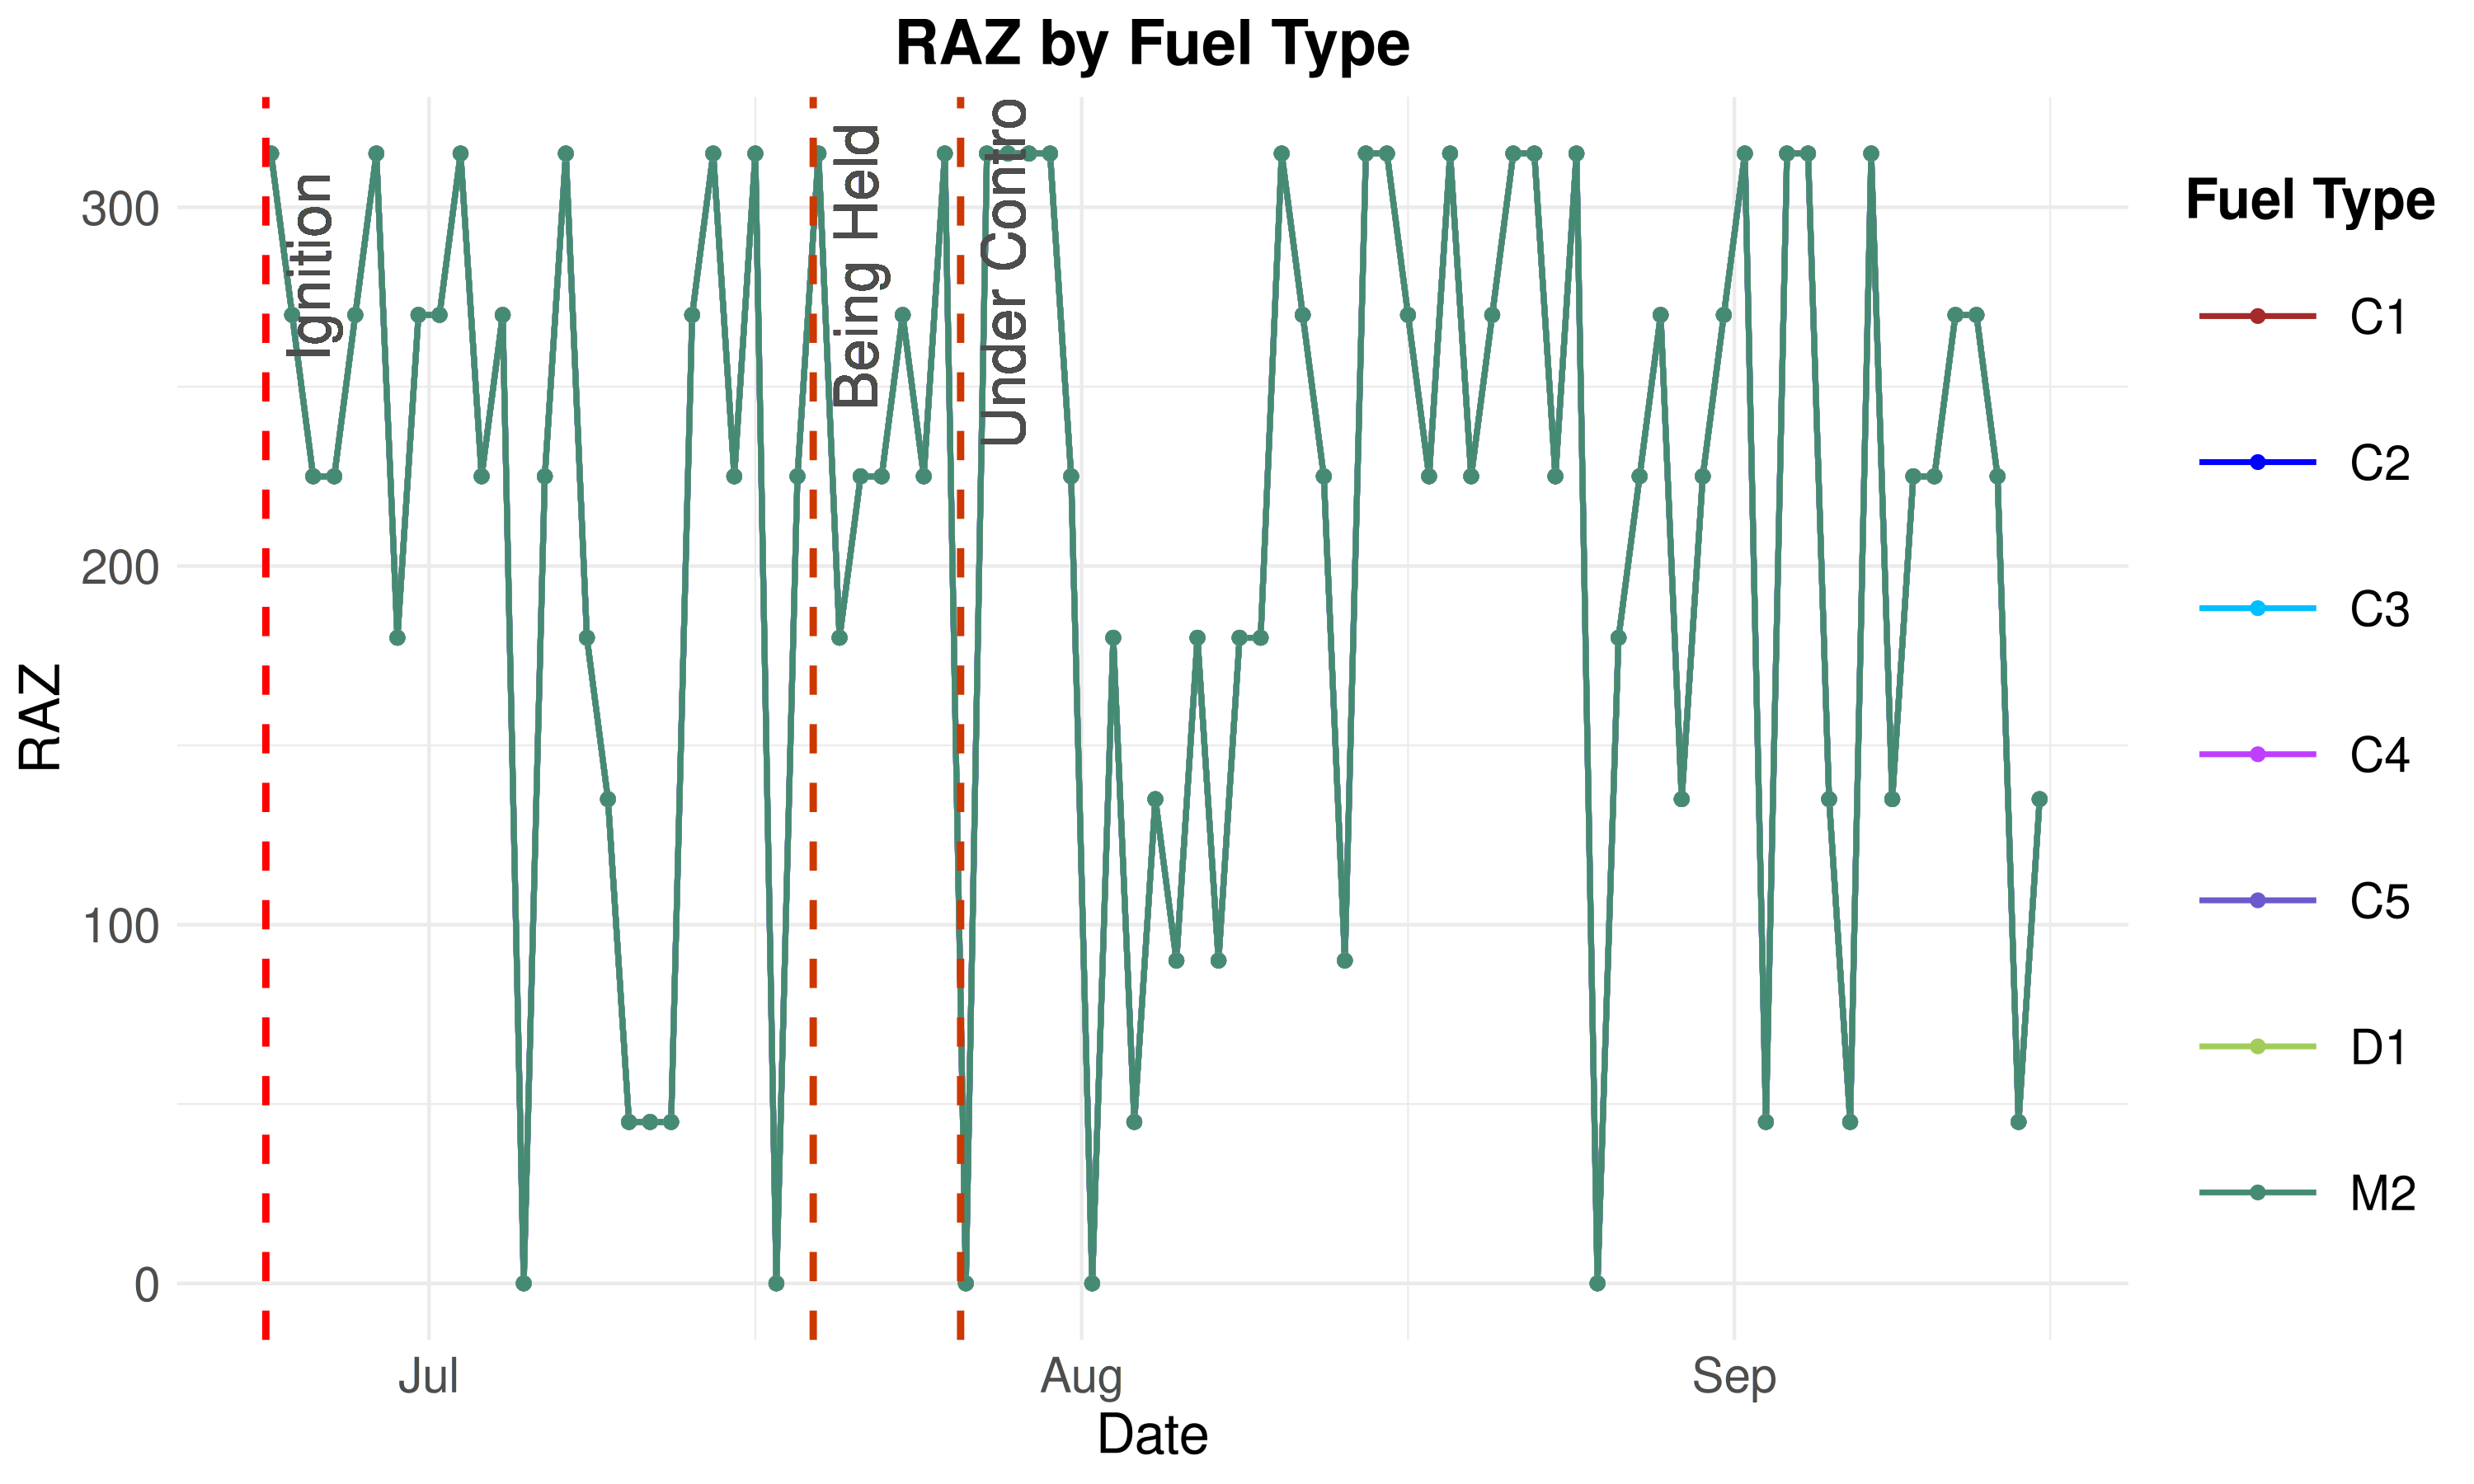 RAZ by Fuel Type
Ignition
Being Held
Under Contro
300
200
100
0
RAZ
Jul
Aug
Sep
Date
Fuel Type
C1
C2
C3
C4
C5
D1
M2